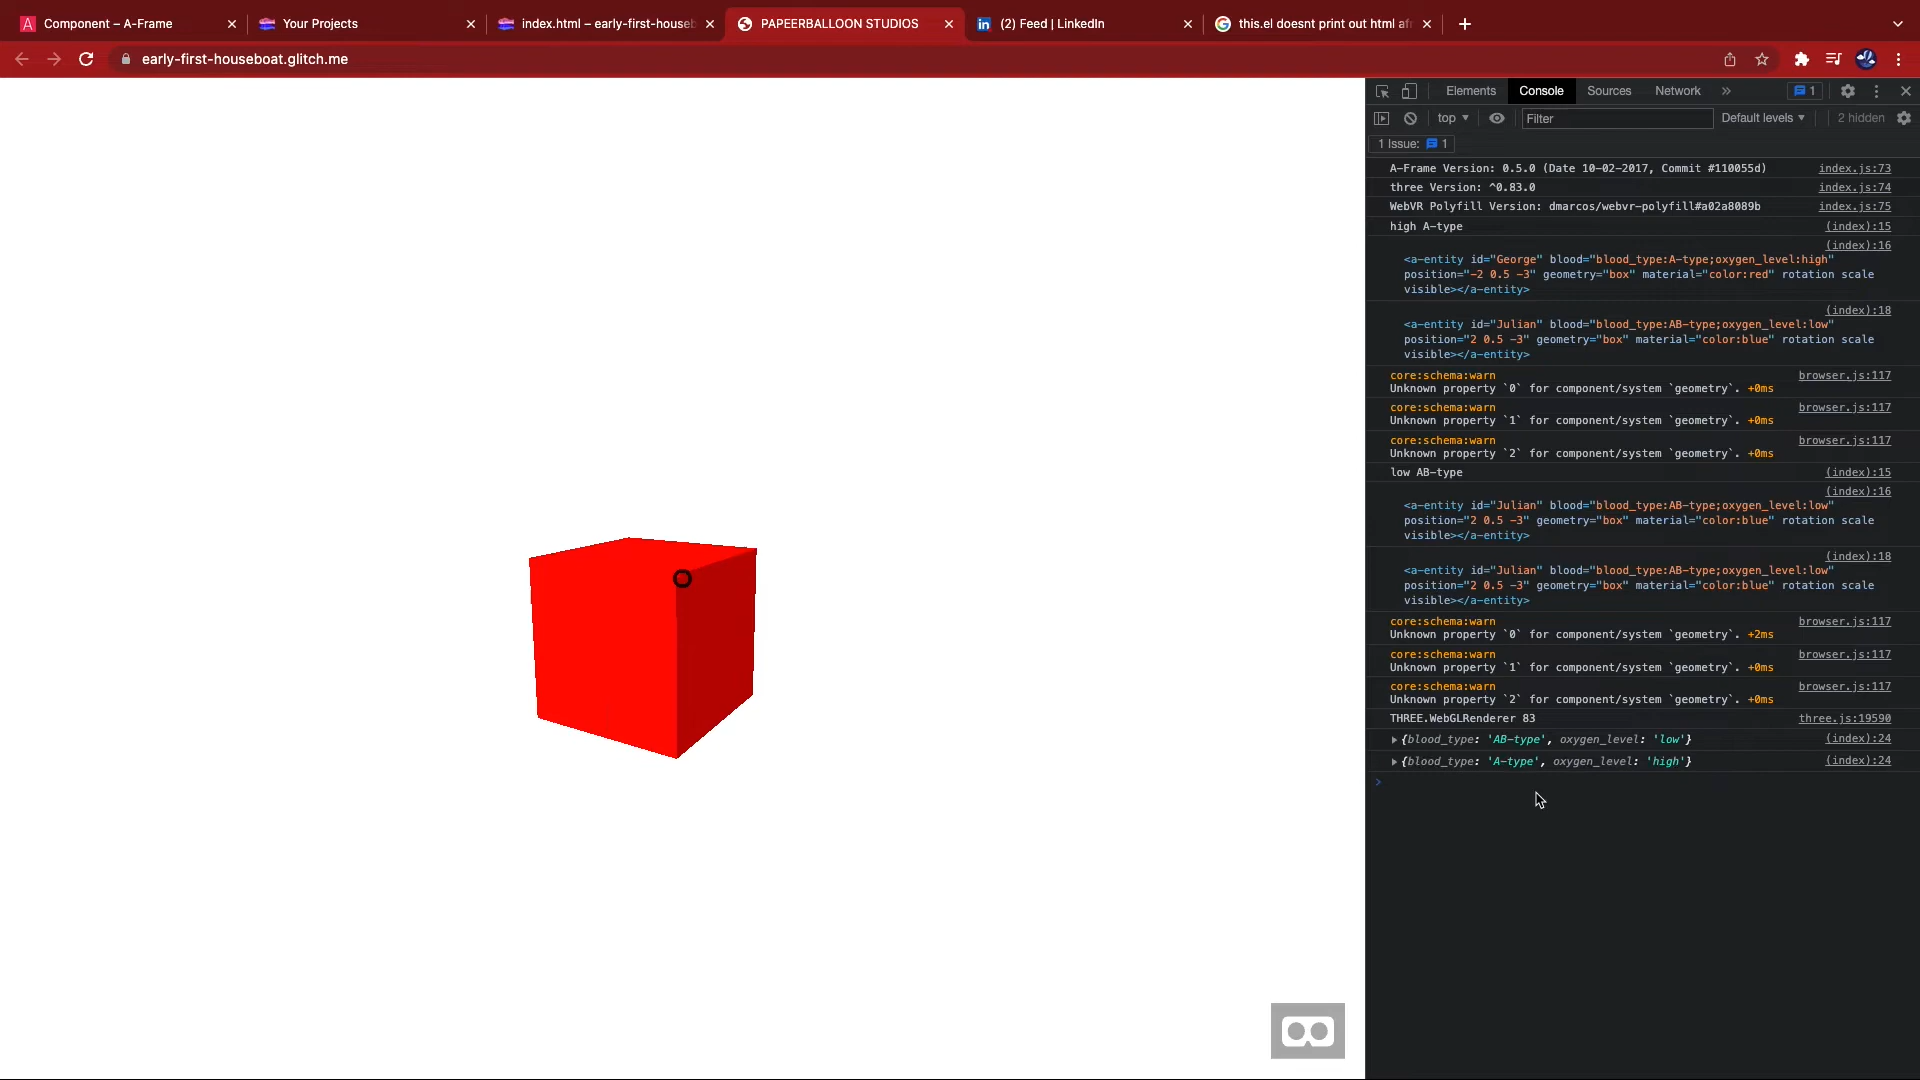 Component – A-Frame
Your Projects
index.html – early-first-houseb
PAPEERBALLOON STUDIOS
(2) Feed | LinkedIn
this.el doesnt print out html afr
early-first-houseboat.glitch.me
Elements
Console
Sources
Network
1
top
Filter
Default levels
2 hidden
1 Issue: 1
A-Frame Version: 0.5.0 (Date 10-02-2017, Commit #110055d) index.js:73
three Version: ^0.83.0 index.js:74
WebVR Polyfill Version: dmarcos/webvr-polyfill#a02a8089b index.js:75
high A-type (index):15
(index):16
<a-entity id="George" blood="blood_type:A-type;oxygen_level:high"
position="-2 0.5 -3" geometry="box" material="color:red" rotation scale
visible></a-entity>
(index):18
<a-entity id="Julian" blood="blood_type:AB-type;oxygen_level:low"
position="2 0.5 -3" geometry="box" material="color:blue" rotation scale
visible></a-entity>
core:schema:warn browser.js:117
Unknown property `0` for component/system `geometry`. +0ms
core:schema:warn browser.js:117
Unknown property `1` for component/system `geometry`. +0ms
core:schema:warn browser.js:117
Unknown property `2` for component/system `geometry`. +0ms
low AB-type (index):15
(index):16
<a-entity id="Julian" blood="blood_type:AB-type;oxygen_level:low"
position="2 0.5 -3" geometry="box" material="color:blue" rotation scale
visible></a-entity>
(index):18
<a-entity id="Julian" blood="blood_type:AB-type;oxygen_level:low"
position="2 0.5 -3" geometry="box" material="color:blue" rotation scale
visible></a-entity>
core:schema:warn browser.js:117
Unknown property `0` for component/system `geometry`. +2ms
core:schema:warn browser.js:117
Unknown property `1` for component/system `geometry`. +0ms
core:schema:warn browser.js:117
Unknown property `2` for component/system `geometry`. +0ms
THREE.WebGLRenderer 83 three.js:19590
{blood_type: 'AB-type', oxygen_level: 'low'} (index):24
{blood_type: 'A-type', oxygen_level: 'high'} (index):24